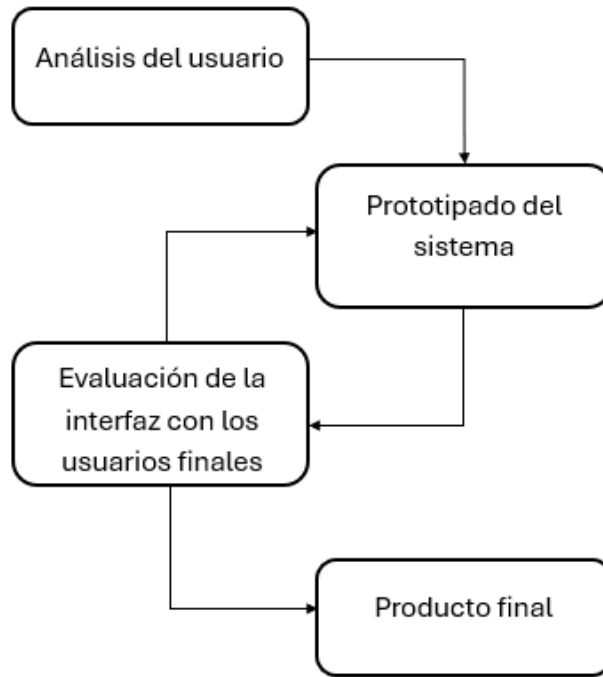 Análisis del usuario
Prototipado del
sistema
Evaluación de la
interfaz con los
usuarios finales
Producto final